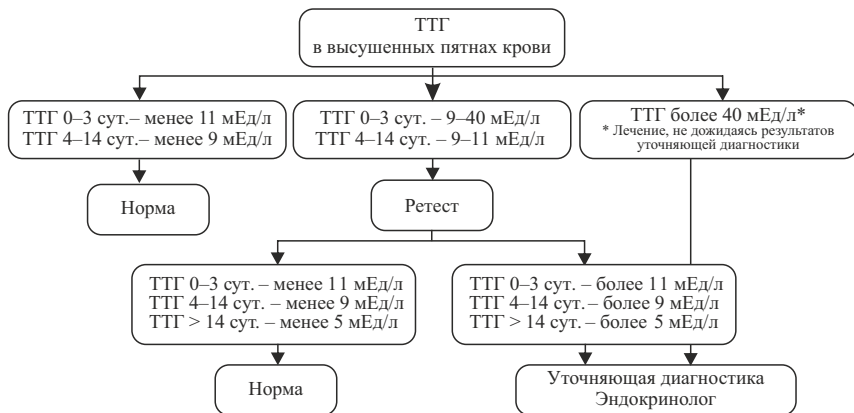 ТТГ
в высушенных пятнах крови
ТТГ 0–3 сут.– менее 11 мЕд/л
ТТГ 4–14 сут.– менее 9 мЕд/л
ТТГ 0–3 сут. – 9–40 мЕд/л
ТТГ 4–14 сут. – 9–11 мЕд/л
ТТГ более 40 мЕд/л*
* Лечение, не дожидаясь результатов
уточняющей диагностики
Норма
Ретест
ТТГ 0–3 сут. – менее 11 мЕд/л
ТТГ 4–14 сут. – менее 9 мЕд/л
ТТГ > 14 сут. – менее 5 мЕд/л
ТТГ 0–3 сут. – более 11 мЕд/л
ТТГ 4–14 сут. – более 9 мЕд/л
ТТГ > 14 сут. – более 5 мЕд/л
Норма
Уточняющая диагностика
Эндокринолог